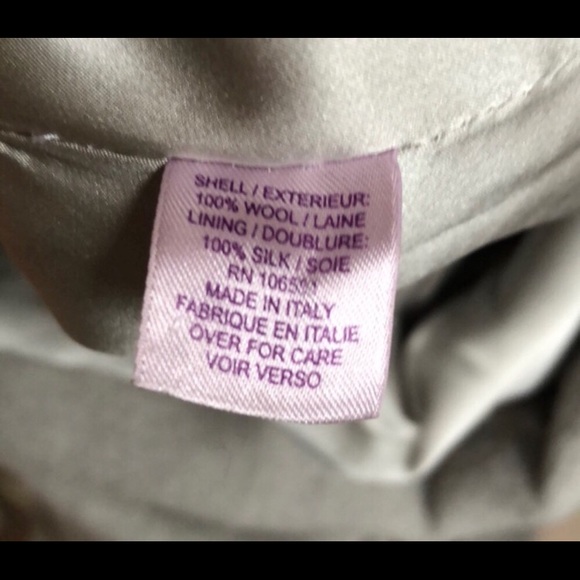 SHELL / EXTERIEUR:
100% WOOL / LAINE
LINING / DOUBLURE:
100% SILK / SOIE
RN
MADE IN ITALY
FABRIQUE EN ITALIE
OVER FOR CARE
VOIR VERSO